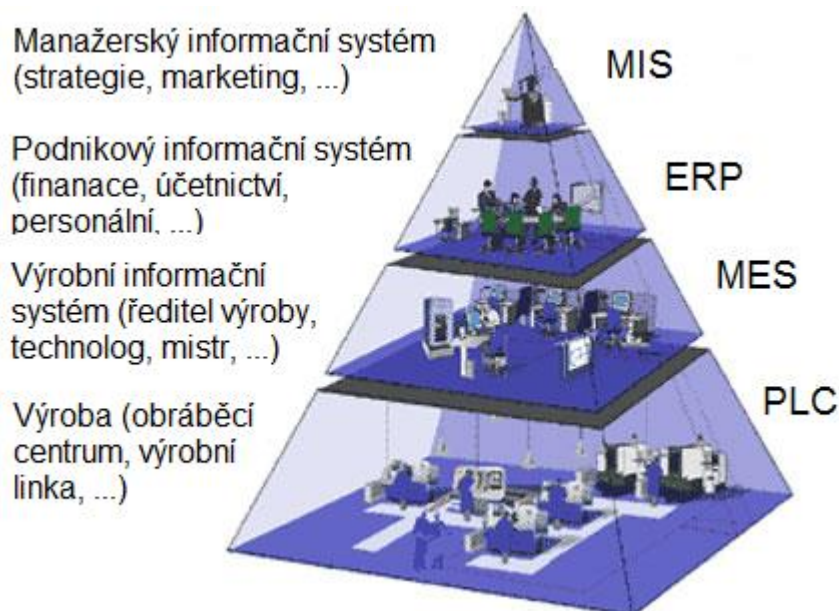 Manažerský informační systém
(strategie, marketing, ...)
MIS
Podnikový informační systém
(finanace, účetnictví,
personální, ...)
ERP
Výrobní informační
systém (ředitel výroby,
technolog, mistr, ...)
MES
Výroba (obráběcí
centrum, výrobní
linka, ...)
PLC